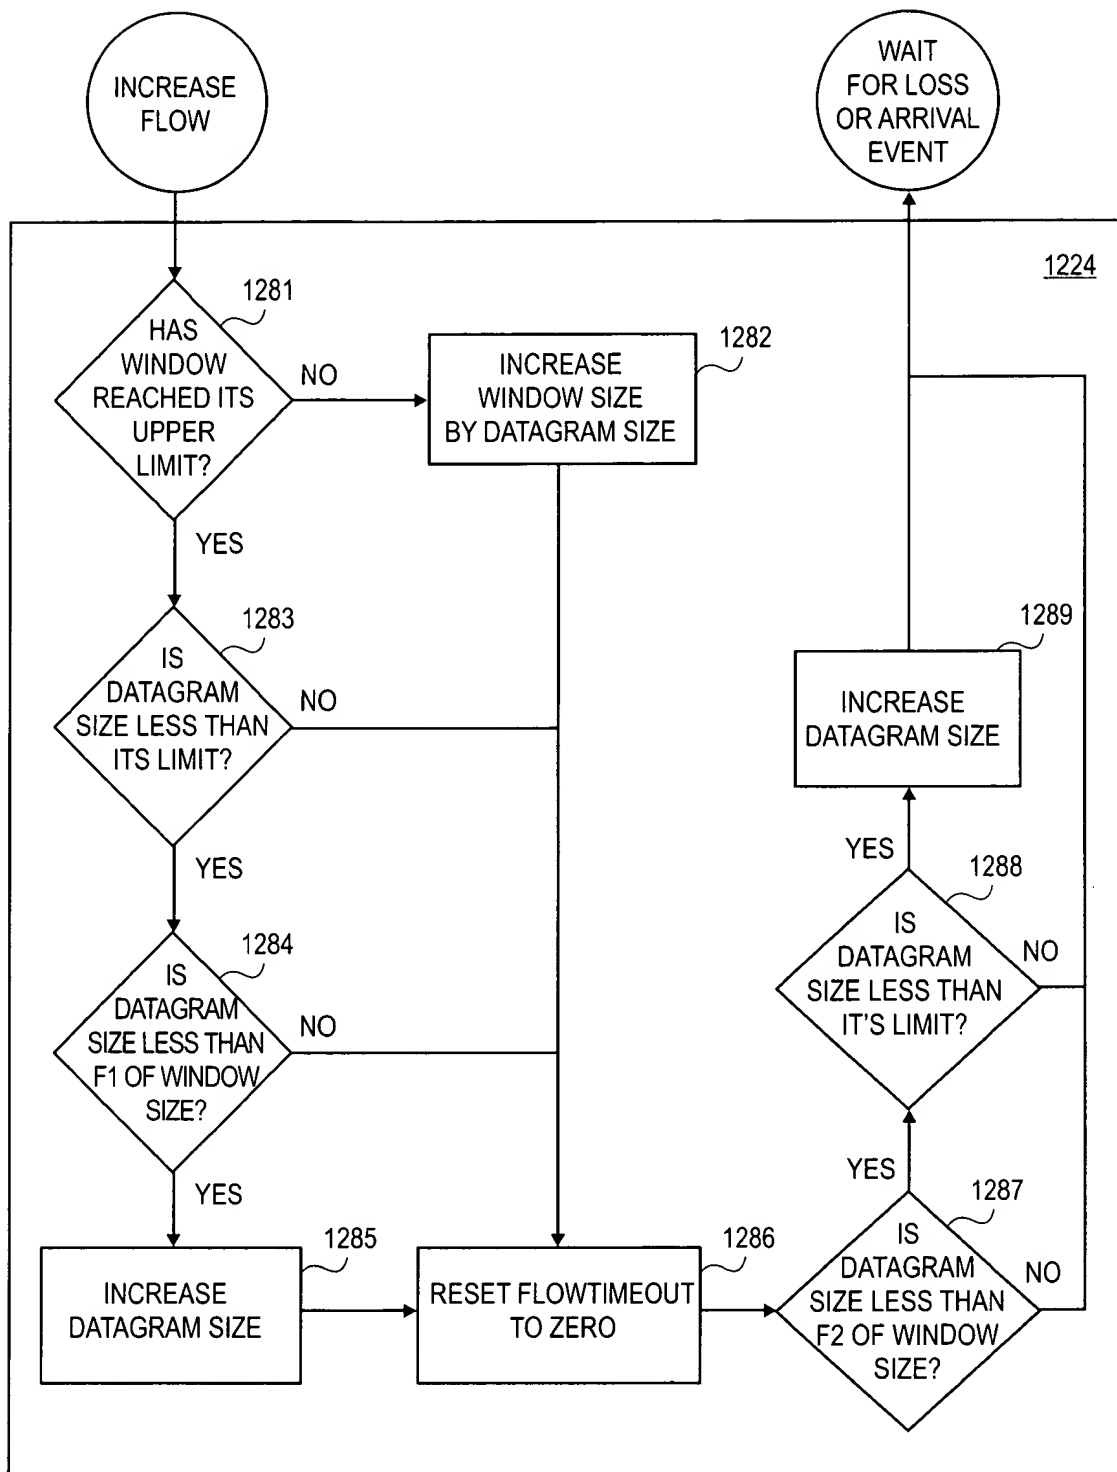 INCREASE
FLOW
WAIT
FOR LOSS
OR ARRIVAL
EVENT
1224
1281
HAS
WINDOW
REACHED ITS
UPPER
LIMIT?
NO
YES
1282
INCREASE
WINDOW SIZE
BY DATAGRAM SIZE
1283
IS
DATAGRAM
SIZE LESS THAN
ITS LIMIT?
NO
YES
1284
IS
DATAGRAM
SIZE LESS THAN
F1 OF WINDOW
SIZE?
NO
YES
1285
INCREASE
DATAGRAM SIZE
1286
RESET FLOWTIMEOUT
TO ZERO
1287
IS
DATAGRAM
SIZE LESS THAN
F2 OF WINDOW
SIZE?
NO
YES
1288
IS
DATAGRAM
SIZE LESS THAN
IT'S LIMIT?
NO
YES
1289
INCREASE
DATAGRAM SIZE